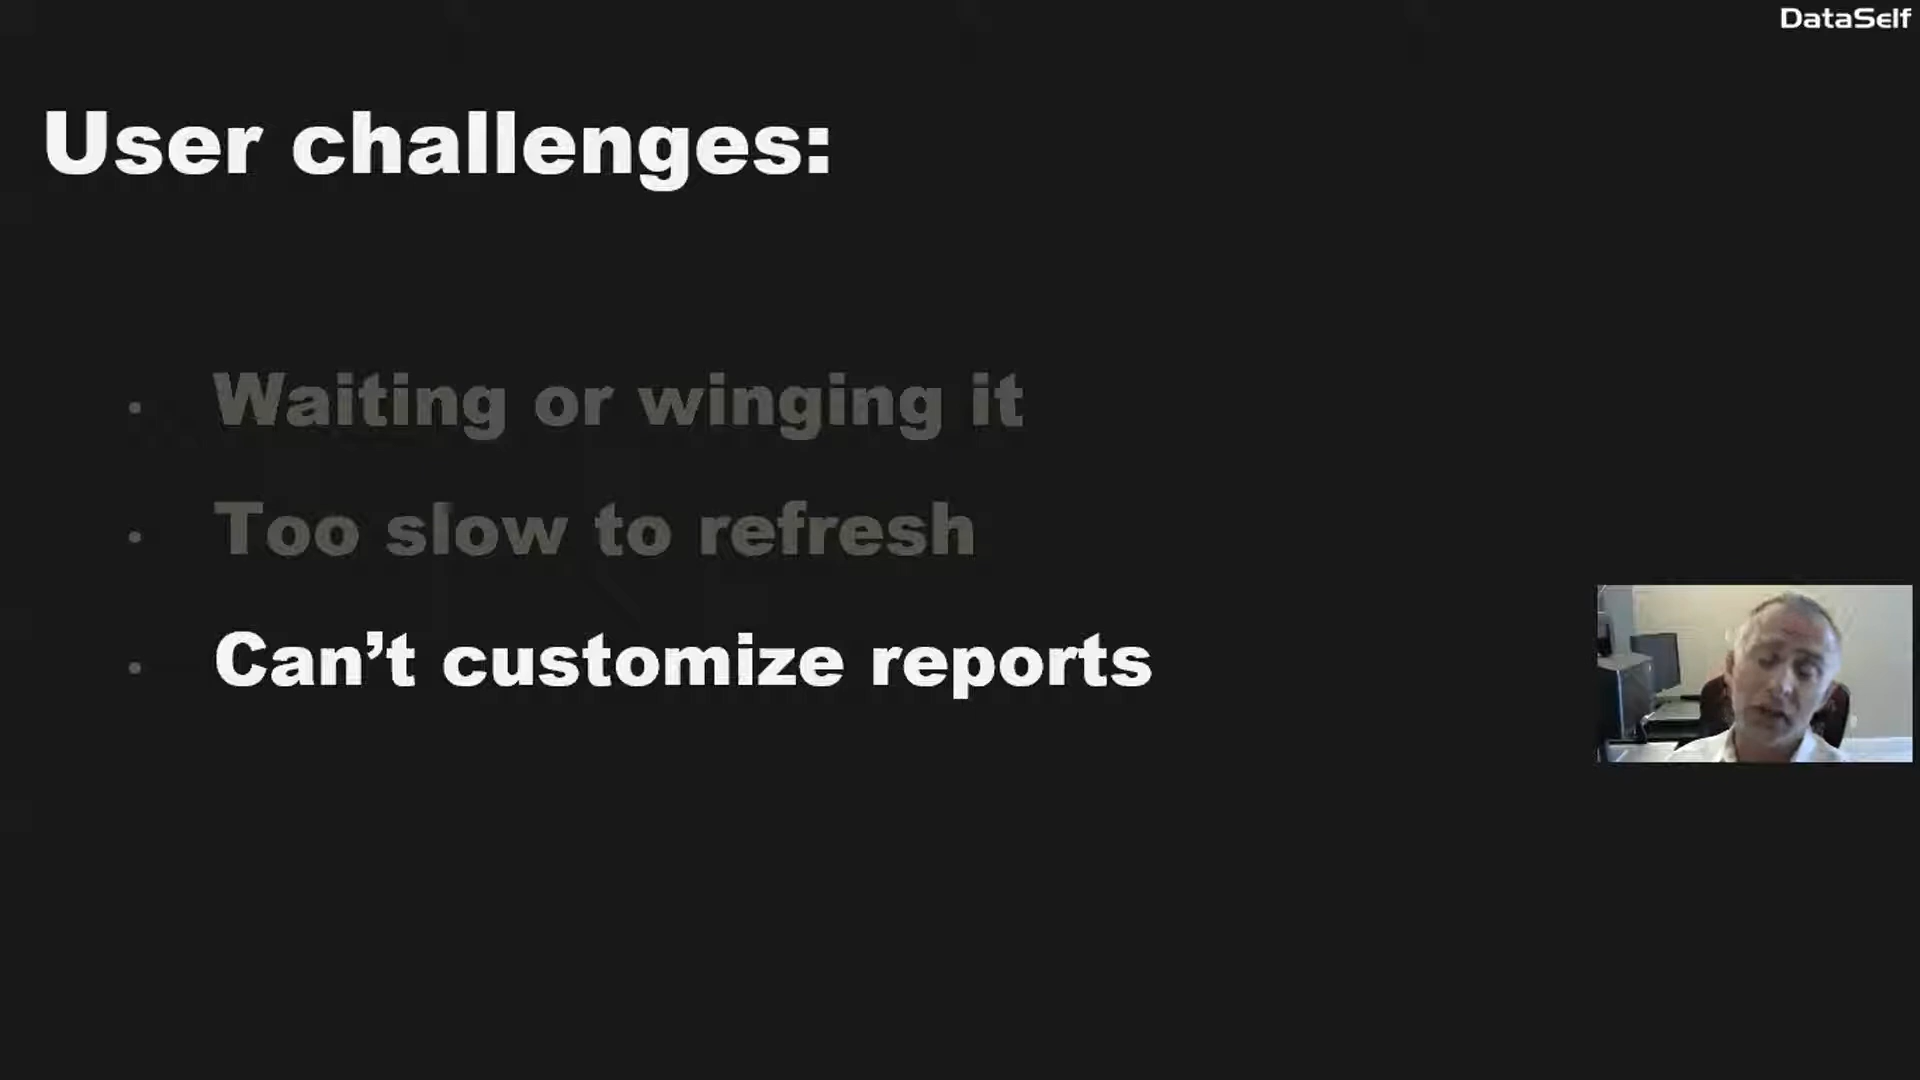 DataSelf
User challenges:
• Waiting or winging it
• Too slow to refresh
• Can’t customize reports